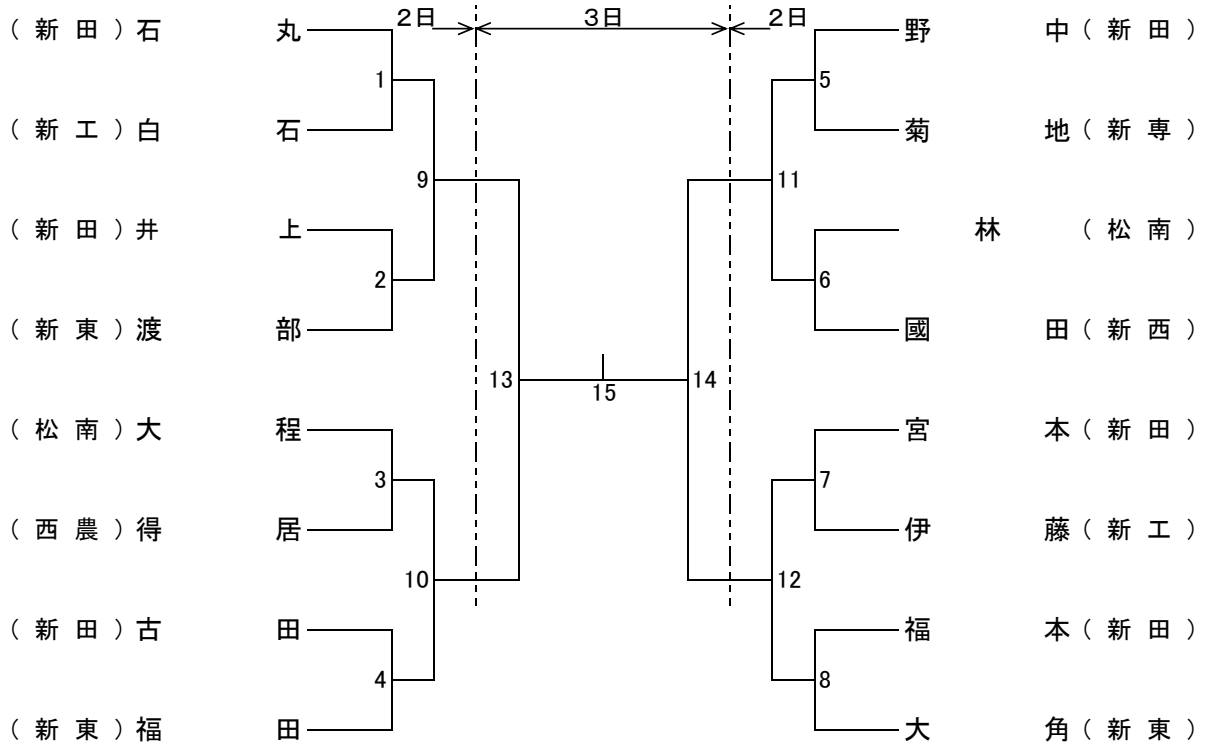 2日 3日 2日
(新田)石丸 野中(新田)
1 5
(新工)白石 菊地(新専)
9 11
(新田)井上 林(松南)
2 6
(新東)渡部 國田(新西)
13 15 14
(松南)大程 宮本(新田)
3 7
(西農)得居 伊藤(新工)
10 12
(新田)古田 福本(新田)
4 8
(新東)福田 大角(新東)